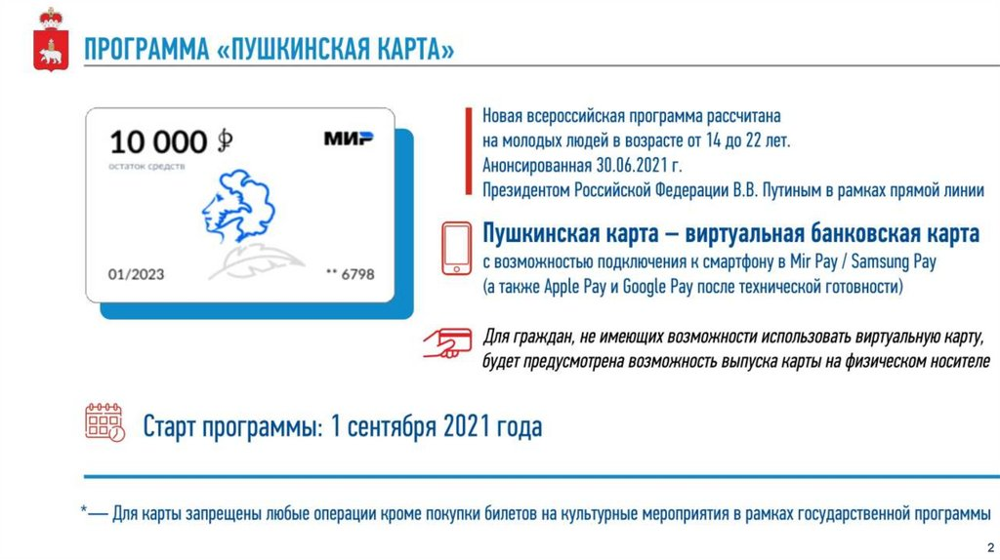 ПРОГРАММА «ПУШКИНСКАЯ КАРТА»
10 000 ₽
остаток средств
МИР
01/2023
** 6798
Новая всероссийская программа рассчитана
на молодых людей в возрасте от 14 до 22 лет.
Анонсированная 30.06.2021 г.
Президентом Российской Федерации В.В. Путиным в рамках прямой линии
Пушкинская карта – виртуальная банковская карта
с возможностью подключения к смартфону в Mir Pay / Samsung Pay
(а также Apple Pay и Google Pay после технической готовности)
Для граждан, не имеющих возможности использовать виртуальную карту,
будет предусмотрена возможность выпуска карты на физическом носителе
Старт программы: 1 сентября 2021 года
*— Для карты запрещены любые операции кроме покупки билетов на культурные мероприятия в рамках государственной программы
2